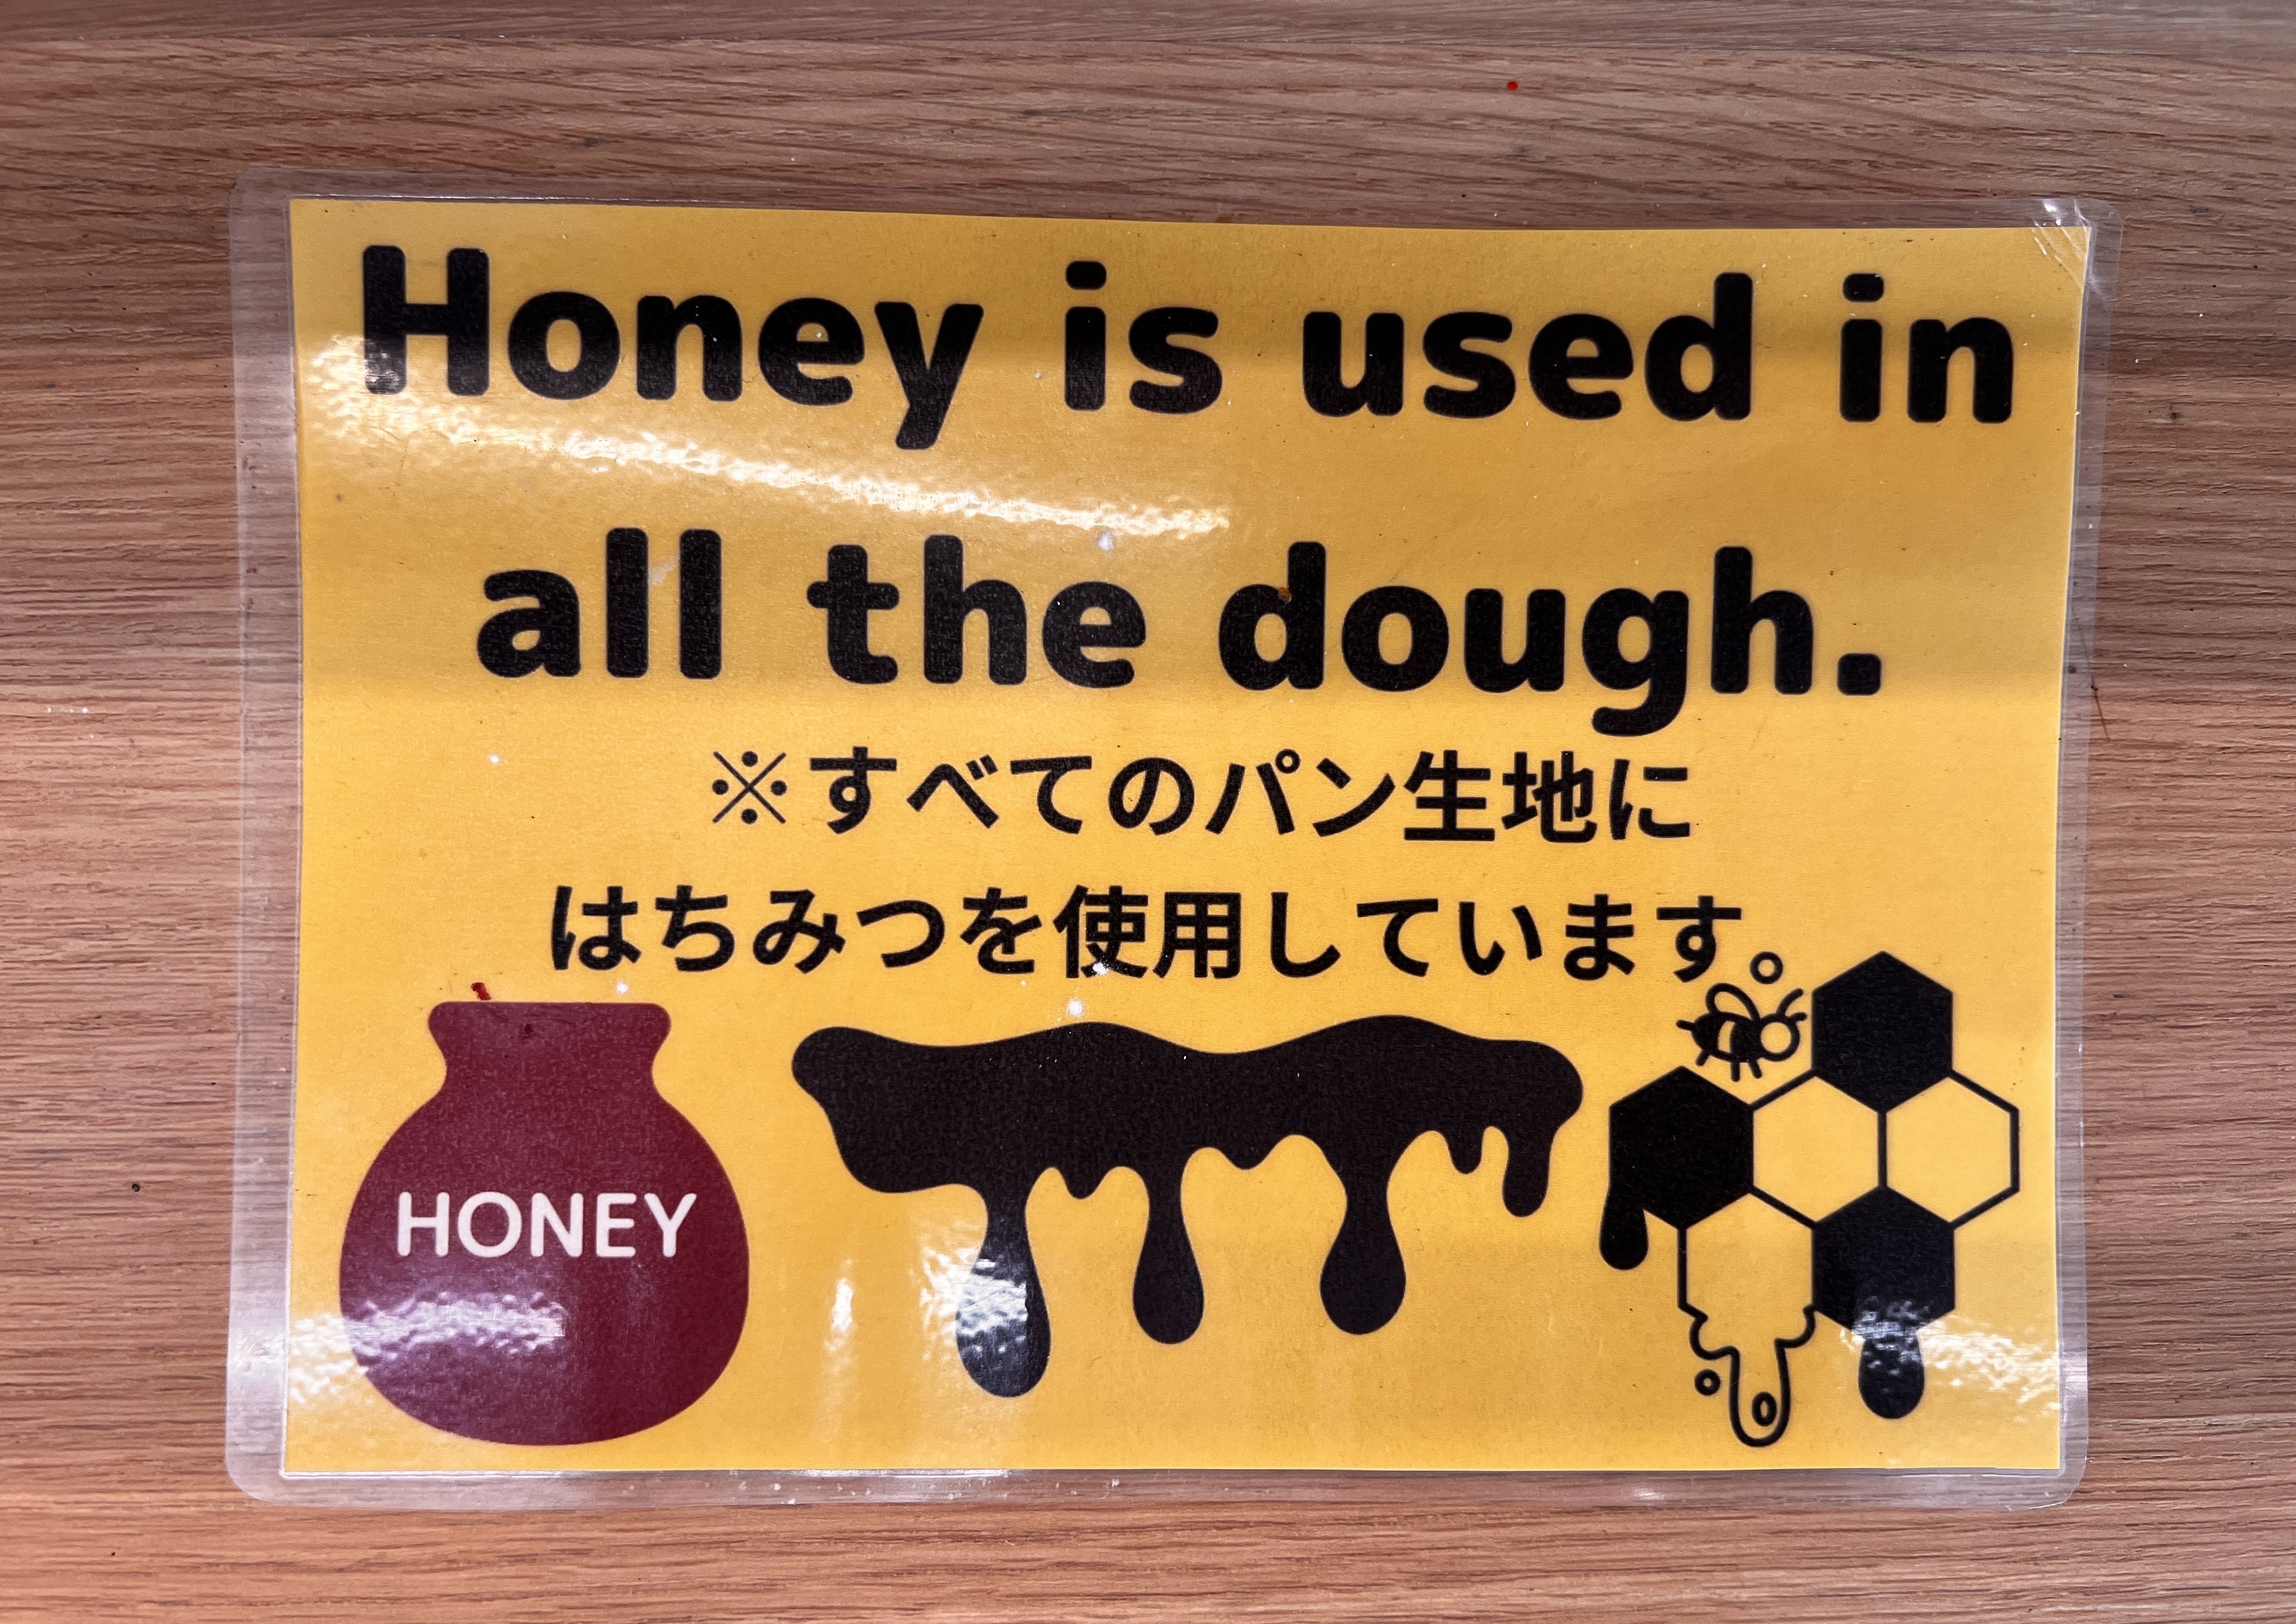 Honey is used in
all the dough.
※すべてのパン生地に
はちみつを使用しています。
HONEY